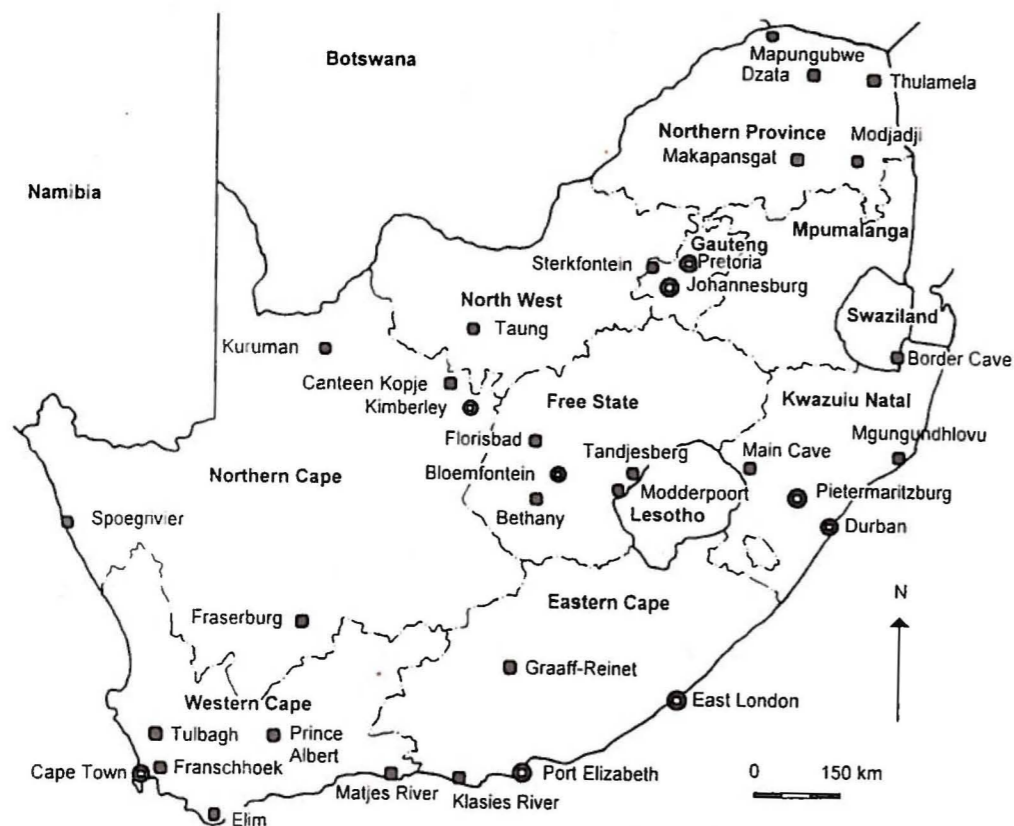 Botswana
Mapungubwe
Dzata
Thulamela
Northern Province
Modjadji
Makapansgat
Namibia
Mpumalanga
Gauteng
Sterkfontein
Pretoria
Johannesburg
North West
Swaziland
Taung
Kuruman
Border Cave
Canteen Kopje
Kimberley
Free State
Kwazuiu Natal
Florisbad
Mgungundhlovu
Tandjesberg
Main Cave
Northern Cape
Bloemfontein
Modderpoort
Pietermaritzburg
Bethany
Lesotho
Spoegrivier
Durban
N
Eastern Cape
Fraserburg
Graaff-Reinet
Western Cape
East London
Tulbagh
Prince
Albert
Cape Town
Franschhoek
Port Elizabeth
0 150 km
Matjes River
Klasies River
Elim